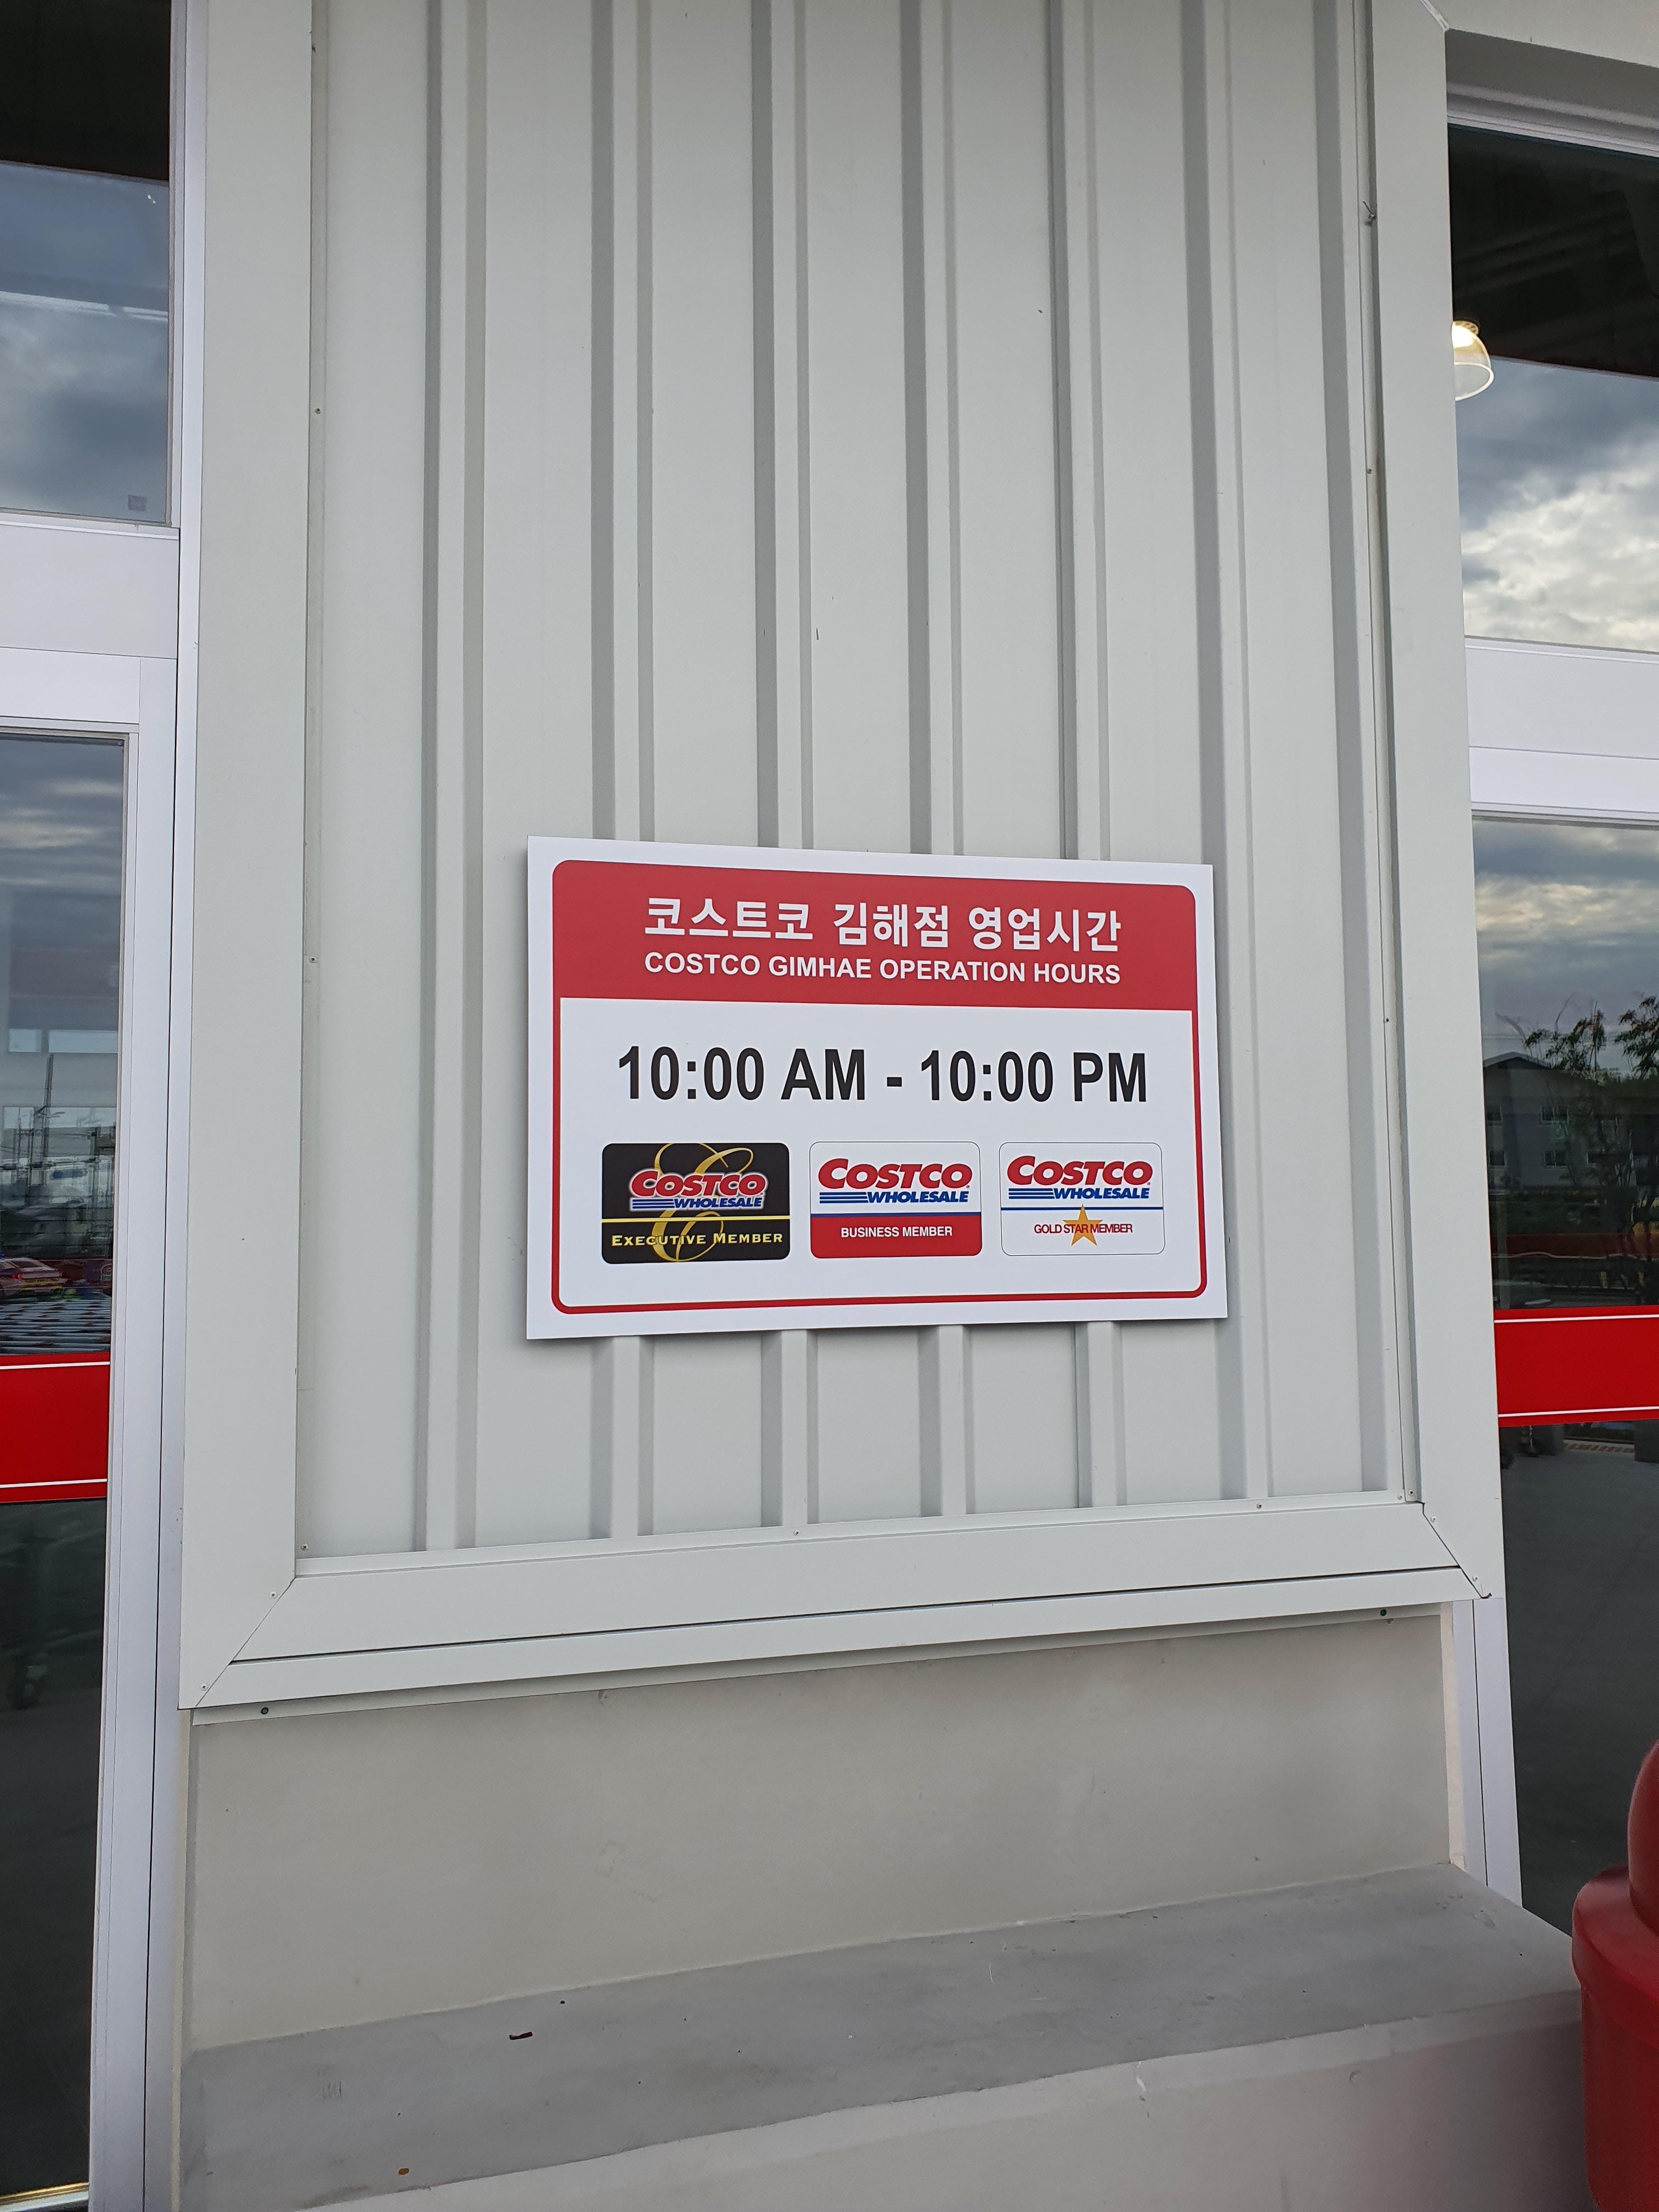 코스트코 김해점 영업시간
COSTCO GIMHAE OPERATION HOURS
10:00 AM - 10:00 PM
COSTCO
WHOLESALE
EXECUTIVE MEMBER
COSTCO
WHOLESALE
BUSINESS MEMBER
COSTCO
WHOLESALE
GOLD STAR MEMBER